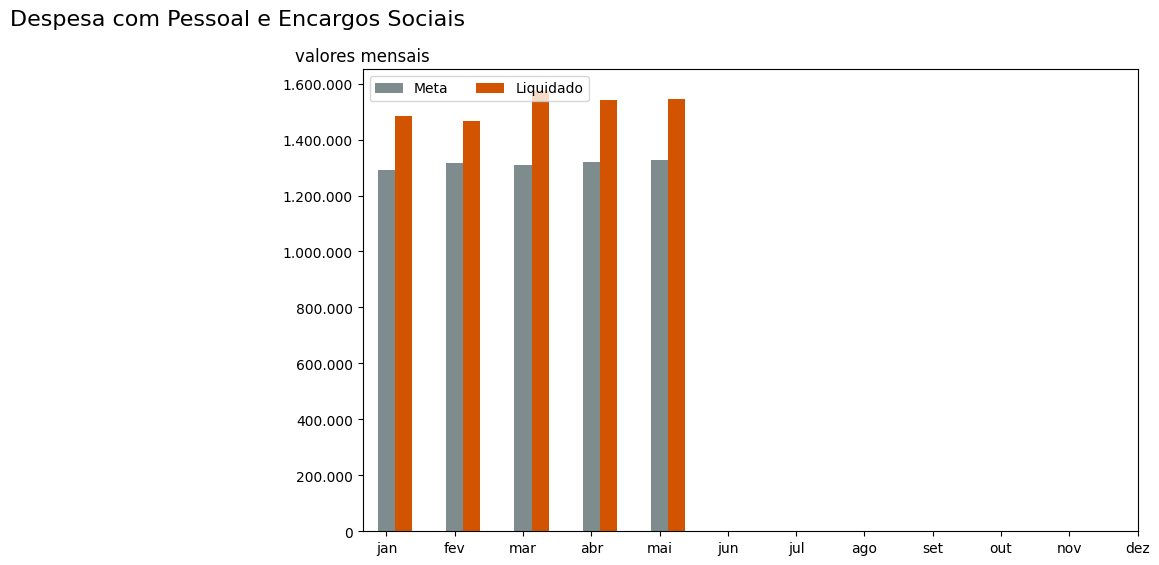 Despesa com Pessoal e Encargos Sociais
valores mensais
Meta Liquidado
1.600.000
1.400.000
1.200.000
1.000.000
800.000
600.000
400.000
200.000
0
jan fev mar abr mai jun jul ago set out nov dez